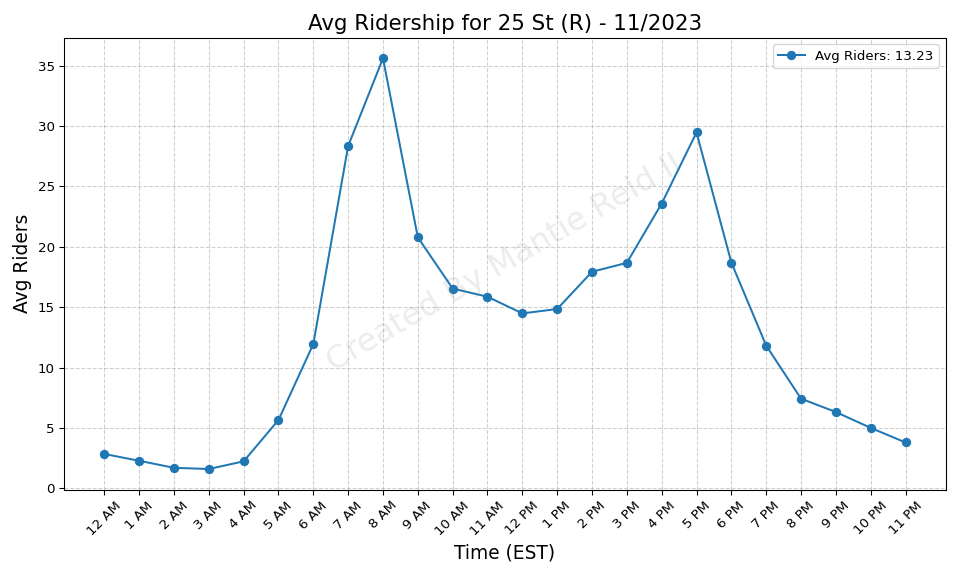 Avg Ridership for 25 St (R) - 11/2023
Avg Riders: 13.23
35
30
25
20
15
10
5
0
Avg Riders
Created By Mantie Reid II
12 AM
1 AM
2 AM
3 AM
4 AM
5 AM
6 AM
7 AM
8 AM
9 AM
10 AM
11 AM
12 PM
1 PM
2 PM
3 PM
4 PM
5 PM
6 PM
7 PM
8 PM
9 PM
10 PM
11 PM
Time (EST)